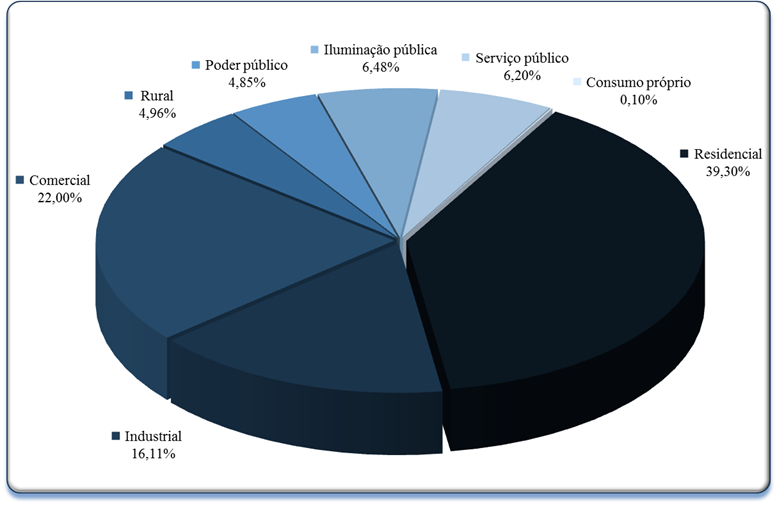 Iluminação pública
6,48%
Poder público
4,85%
Serviço público
6,20%
Consumo próprio
0,10%
Rural
4,96%
Residencial
39,30%
Comercial
22,00%
Industrial
16,11%